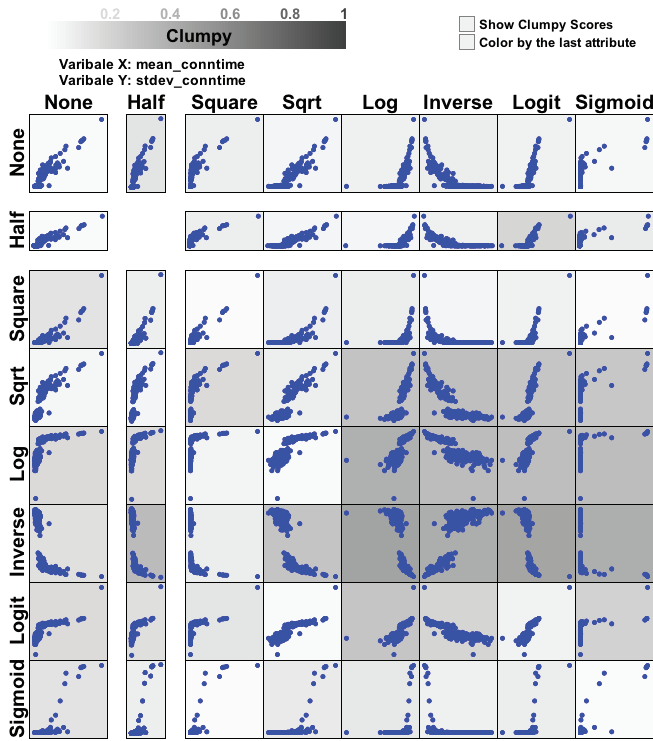 0.2 0.4 0.6 0.8 1
Clumpy
Show Clumpy Scores
Color by the last attribute
Varibale X: mean_conntime
Varibale Y: stdev_conntime
None Half Square Sqrt Log Inverse Logit Sigmoid
None
Half
Square
Sqrt
Log
Inverse
Logit
Sigmoid